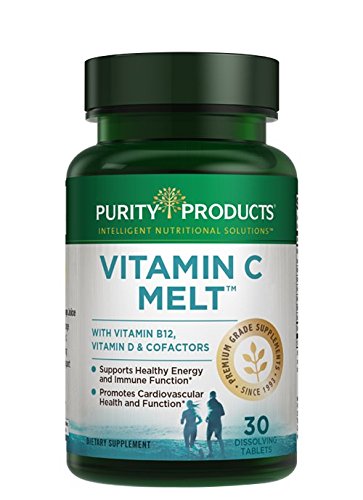 PURITY PRODUCTS®
INTELLIGENT NUTRITIONAL SOLUTIONS™
VITAMIN C
MELT™
WITH VITAMIN B12,
VITAMIN D & COFACTORS
• Supports Healthy Energy
and Immune Function*
• Promotes Cardiovascular
Health and Function*
PREMIUM GRADE SUPPLEMENTS
• SINCE 1993 •
DIETARY SUPPLEMENT
30
DISSOLVING
TABLETS